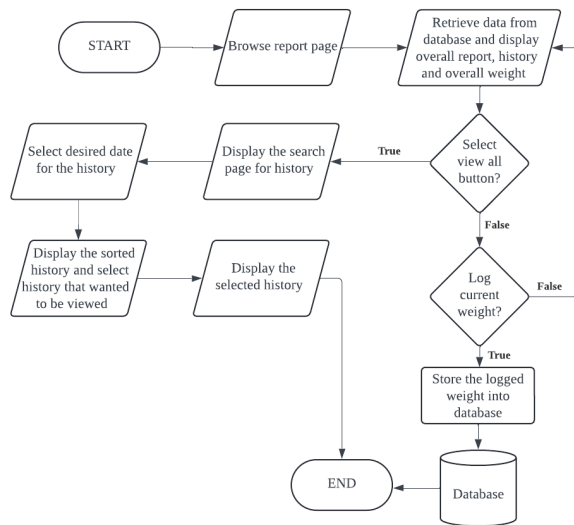 START
Browse report page
Retrieve data from
database and display
overall report, history
and overall weight
Select desired date
for the history
Display the search
page for history
True
Select
view all
button?
False
Display the sorted
history and select
history that wanted
to be viewed
Display the
selected history
Log
current
weight?
False
True
Store the logged
weight into
database
END
Database